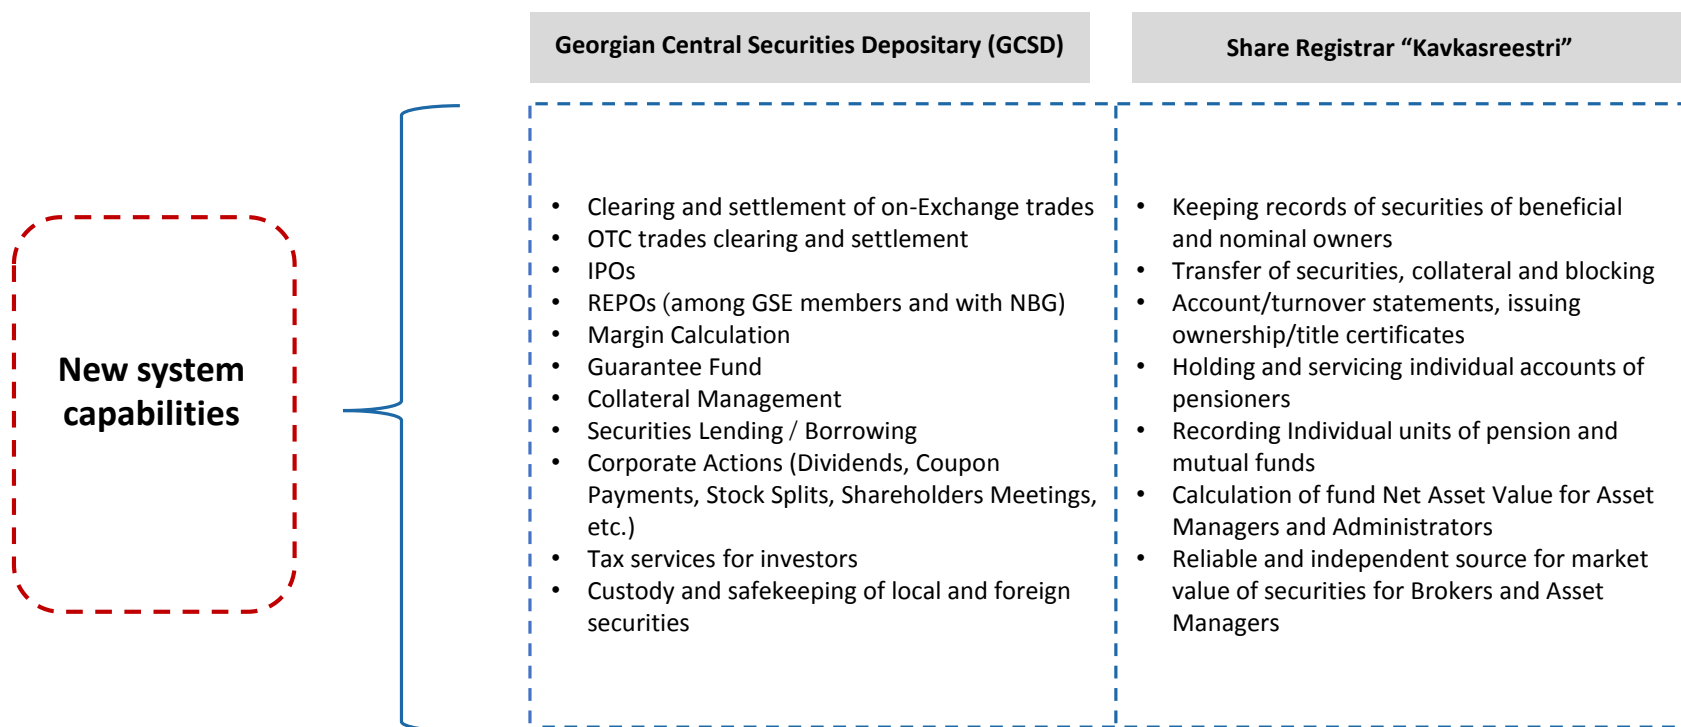 Georgian Central Securities Depositary (GCSD)
Share Registrar “Kavkasreestri”
New system
capabilities
• Clearing and settlement of on-Exchange trades
• OTC trades clearing and settlement
• IPOs
• REPOs (among GSE members and with NBG)
• Margin Calculation
• Guarantee Fund
• Collateral Management
• Securities Lending / Borrowing
• Corporate Actions (Dividends, Coupon
Payments, Stock Splits, Shareholders Meetings,
etc.)
• Tax services for investors
• Custody and safekeeping of local and foreign
securities
• Keeping records of securities of beneficial
and nominal owners
• Transfer of securities, collateral and blocking
• Account/turnover statements, issuing
ownership/title certificates
• Holding and servicing individual accounts of
pensioners
• Recording Individual units of pension and
mutual funds
• Calculation of fund Net Asset Value for Asset
Managers and Administrators
• Reliable and independent source for market
value of securities for Brokers and Asset
Managers